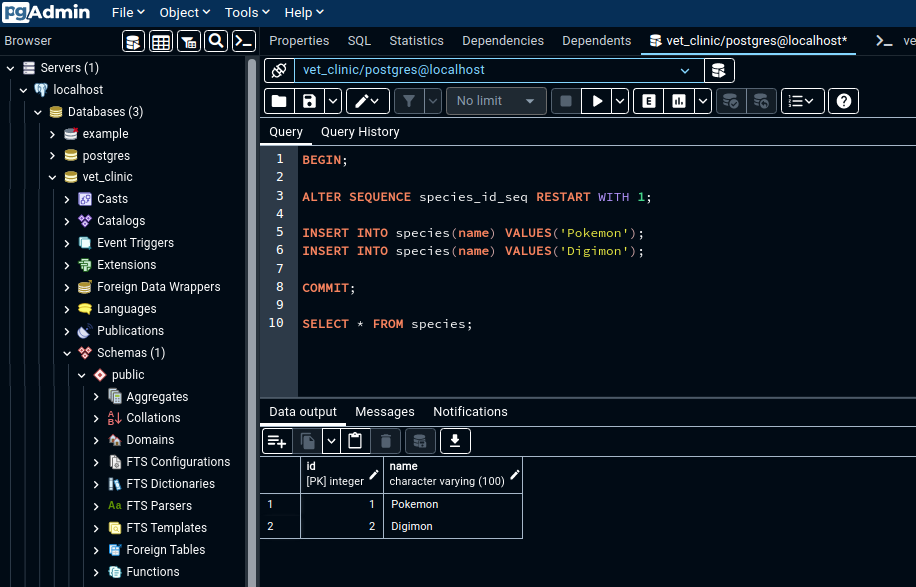 pgAdmin File Object Tools Help
Browser
Properties SQL Statistics Dependencies Dependents vet_clinic/postgres@localhost* ve
Servers (1)
localhost
Databases (3)
example
postgres
vet_clinic
Casts
Catalogs
Event Triggers
Extensions
Foreign Data Wrappers
Languages
Publications
Schemas (1)
public
Aggregates
Collations
Domains
FTS Configurations
FTS Dictionaries
Aa FTS Parsers
FTS Templates
Foreign Tables
Functions
vet_clinic/postgres@localhost
No limit E
Query Query History
1 BEGIN;
2
3 ALTER SEQUENCE species_id_seq RESTART WITH 1;
4
5 INSERT INTO species(name) VALUES('Pokemon');
6 INSERT INTO species(name) VALUES('Digimon');
7
8 COMMIT;
9
10 SELECT * FROM species;
Data output Messages Notifications
id name
[PK] integer character varying (100)
1 1 Pokemon
2 2 Digimon